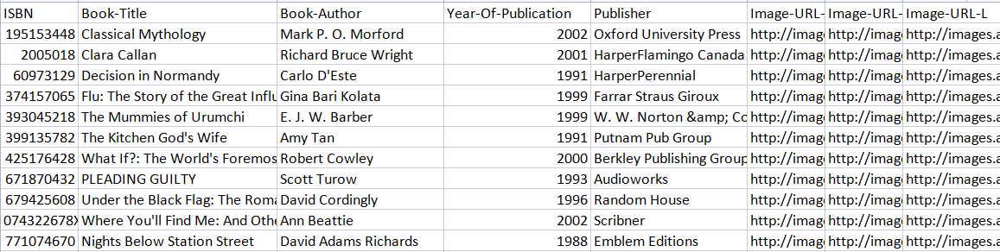 ISBN Book-Title Book-Author Year-Of-Publication Publisher Image-URL- Image-URL- Image-URL-L
195153448 Classical Mythology Mark P. O. Morford 2002 Oxford University Press http://imag http://imag http://images.a
2005018 Clara Callan Richard Bruce Wright 2001 HarperFlamingo Canada http://imag http://imag http://images.a
60973129 Decision in Normandy Carlo D'Este 1991 HarperPerennial http://imag http://imag http://images.a
374157065 Flu: The Story of the Great Influ Gina Bari Kolata 1999 Farrar Straus Giroux http://imag http://imag http://images.a
393045218 The Mummies of Urumchi E. J. W. Barber 1999 W. W. Norton &amp; Co http://imag http://imag http://images.a
399135782 The Kitchen God's Wife Amy Tan 1991 Putnam Pub Group http://imag http://imag http://images.a
425176428 What If?: The World's Foremos Robert Cowley 2000 Berkley Publishing Group http://imag http://imag http://images.a
671870432 PLEADING GUILTY Scott Turow 1993 Audioworks http://imag http://imag http://images.a
679425608 Under the Black Flag: The Roma David Cordingly 1996 Random House http://imag http://imag http://images.a
074322678X Where You'll Find Me: And Othe Ann Beattie 2002 Scribner http://imag http://imag http://images.a
771074670 Nights Below Station Street David Adams Richards 1988 Emblem Editions http://imag http://imag http://images.a